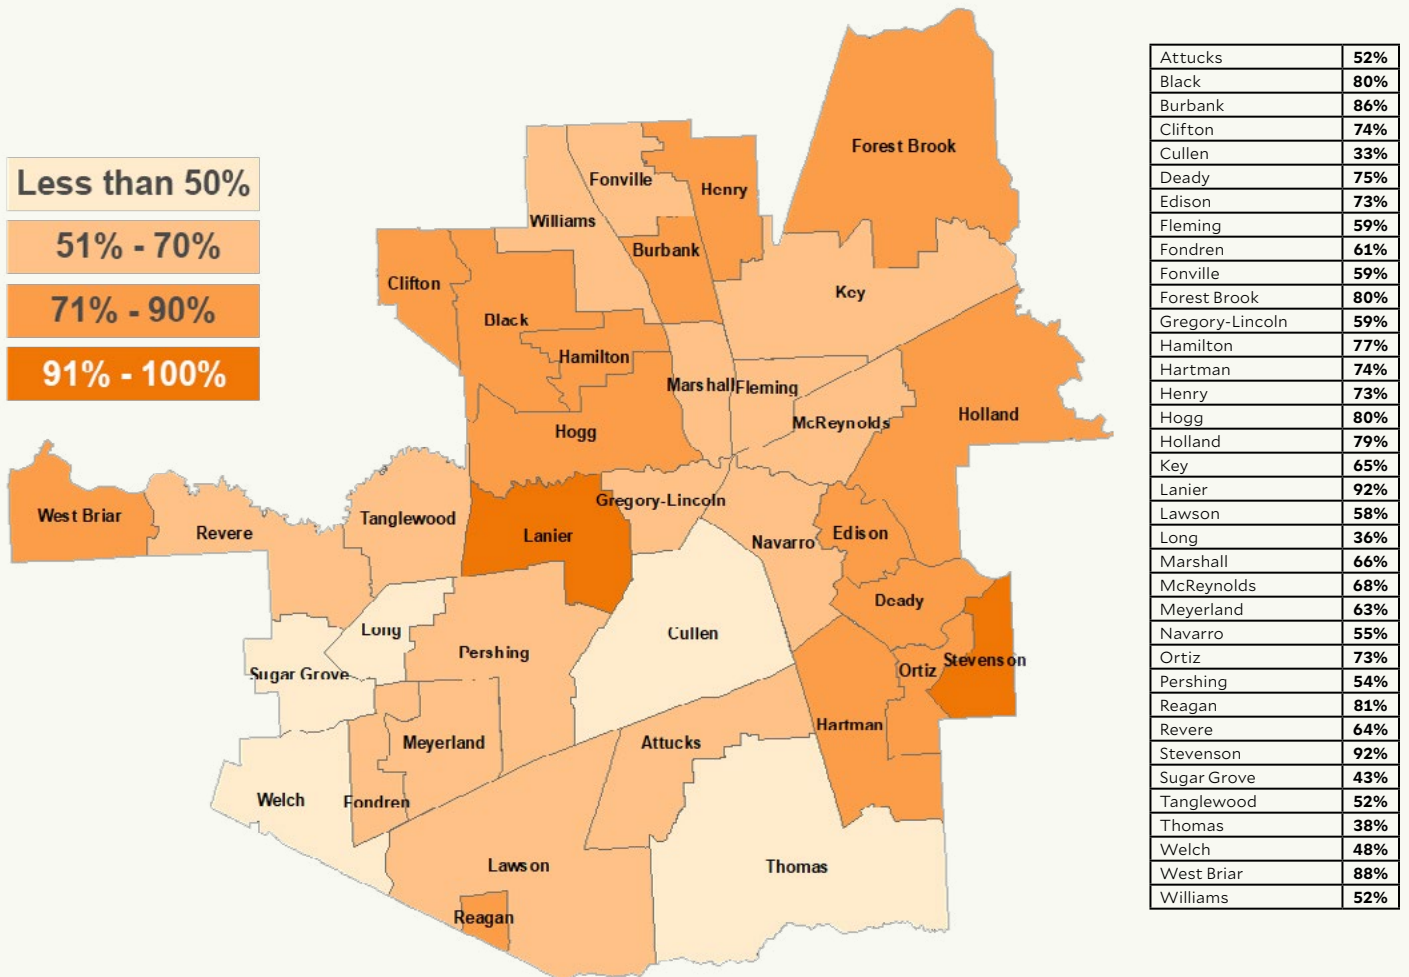 Less than 50%
51% - 70%
71% - 90%
91% - 100%
Forest Brook
Fonville
Henry
Williams
Burbank
Clifton
Key
Black
Hamilton
Marshall
Fleming
Holland
McReynolds
Hogg
Gregory-Lincoln
West Briar
Tanglewood
Revere
Lanier
Edison
Navarro
Deady
Long
Cullen
Pershing
Stevenson
Ortiz
Sugar Grove
Hartman
Meyerland
Attucks
Welch
Fondren
Lawson
Thomas
Reagan
Attucks 52%
Black 80%
Burbank 86%
Clifton 74%
Cullen 33%
Deady 75%
Edison 73%
Fleming 59%
Fondren 61%
Fonville 59%
Forest Brook 80%
Gregory-Lincoln 59%
Hamilton 77%
Hartman 74%
Henry 73%
Hogg 80%
Holland 79%
Key 65%
Lanier 92%
Lawson 58%
Long 36%
Marshall 66%
McReynolds 68%
Meyerland 63%
Navarro 55%
Ortiz 73%
Pershing 54%
Reagan 81%
Revere 64%
Stevenson 92%
Sugar Grove 43%
Tanglewood 52%
Thomas 38%
Welch 48%
West Briar 88%
Williams 52%